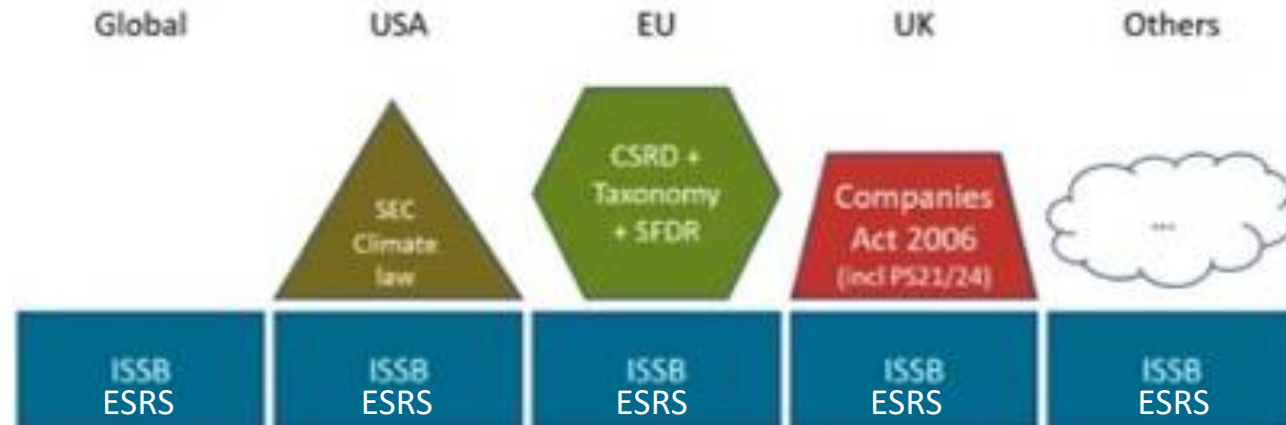 Global
USA
EU
UK
Others
SEC
Climate
law
CSRD +
Taxonomy
+ SFDR
Companies
Act 2006
(incl PS21/24)
...
ISSB
ESRS
ISSB
ESRS
ISSB
ESRS
ISSB
ESRS
ISSB
ESRS